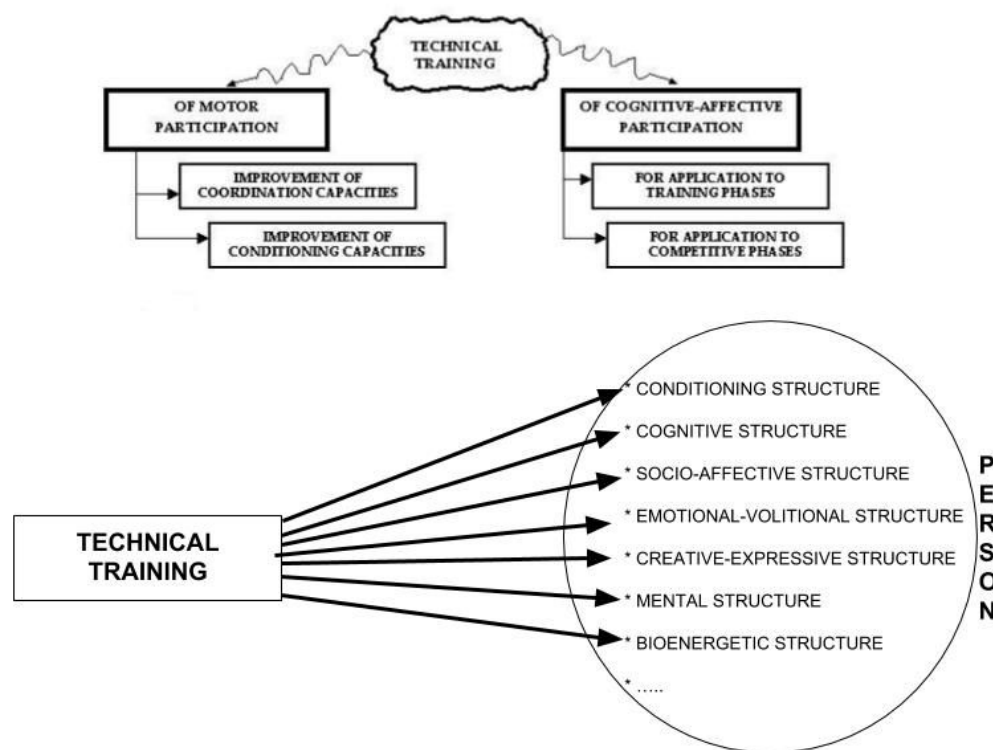 TECHNICAL
TRAINING
OF MOTOR
PARTICIPATION
IMPROVEMENT OF
COORDINATION CAPACITIES
IMPROVEMENT OF
CONDITIONING CAPACITIES
OF COGNITIVE-AFFECTIVE
PARTICIPATION
FOR APPLICATION TO
TRAINING PHASES
FOR APPLICATION TO
COMPETITIVE PHASES
TECHNICAL
TRAINING
* CONDITIONING STRUCTURE
* COGNITIVE STRUCTURE
* SOCIO-AFFECTIVE STRUCTURE
* EMOTIONAL-VOLITIONAL STRUCTURE
* CREATIVE-EXPRESSIVE STRUCTURE
* MENTAL STRUCTURE
* BIOENERGETIC STRUCTURE
* .....
PERSON